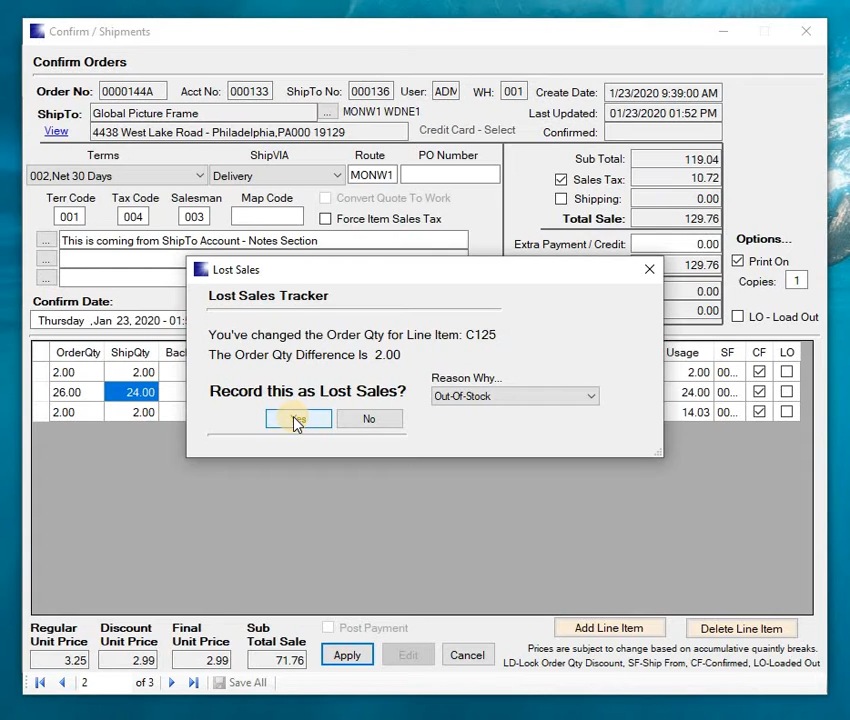 Confirm / Shipments
Confirm Orders
Order No: 0000144A Acct No: 000133 ShipTo No: 000136 User: ADM WH: 001 Create Date: 1/23/2020 9:39:00 AM
ShipTo: Global Picture Frame ... MONW1 WDNE1 Last Updated: 01/23/2020 01:52 PM
View 4438 West Lake Road - Philadelphia,PA000 19129 Credit Card - Select Confirmed:
Terms ShipVIA Route PO Number Sub Total: 119.04
002,Net 30 Days Delivery MONW1 Sales Tax: 10.72
Terr Code Tax Code Salesman Map Code Convert Quote To Work Shipping: 0.00
001 004 003 Force Item Sales Tax Total Sale: 129.76
... This is coming from ShipTo Account - Notes Section Extra Payment / Credit: 0.00 Options...
... 129.76 Print On
... 0.00 Copies: 1
Confirm Date: 0.00
Thursday ,Jan 23, 2020 - 01: LO - Load Out
Lost Sales
Lost Sales Tracker
You've changed the Order Qty for Line Item: C125
The Order Qty Difference Is 2.00
Record this as Lost Sales? Reason Why...
Out-Of-Stock
Yes No
OrderQty ShipQty Bac Usage SF CF LO
2.00 2.00 2.00 00...
26.00 24.00 24.00 00...
2.00 2.00 14.03 00...
Regular Unit Price Discount Unit Price Final Unit Price Sub Total Sale Post Payment Add Line Item Delete Line Item
3.25 2.99 2.99 71.76 Apply Edit Cancel
Prices are subject to change based on accumulative quaintly breaks.
LD-Lock Order Qty Discount, SF-Ship From, CF-Confirmed, LO-Loaded Out
2 of 3 Save All